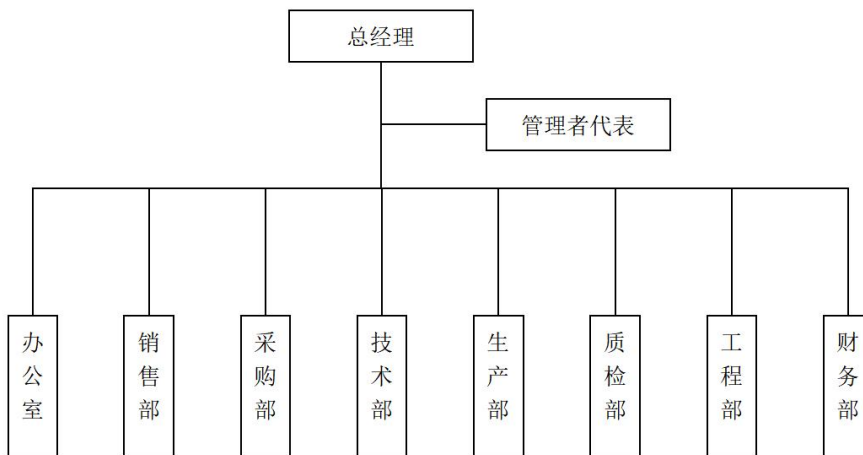 总经理
管理者代表
办公室
销售部
采购部
技术部
生产部
质检部
工程部
财务部